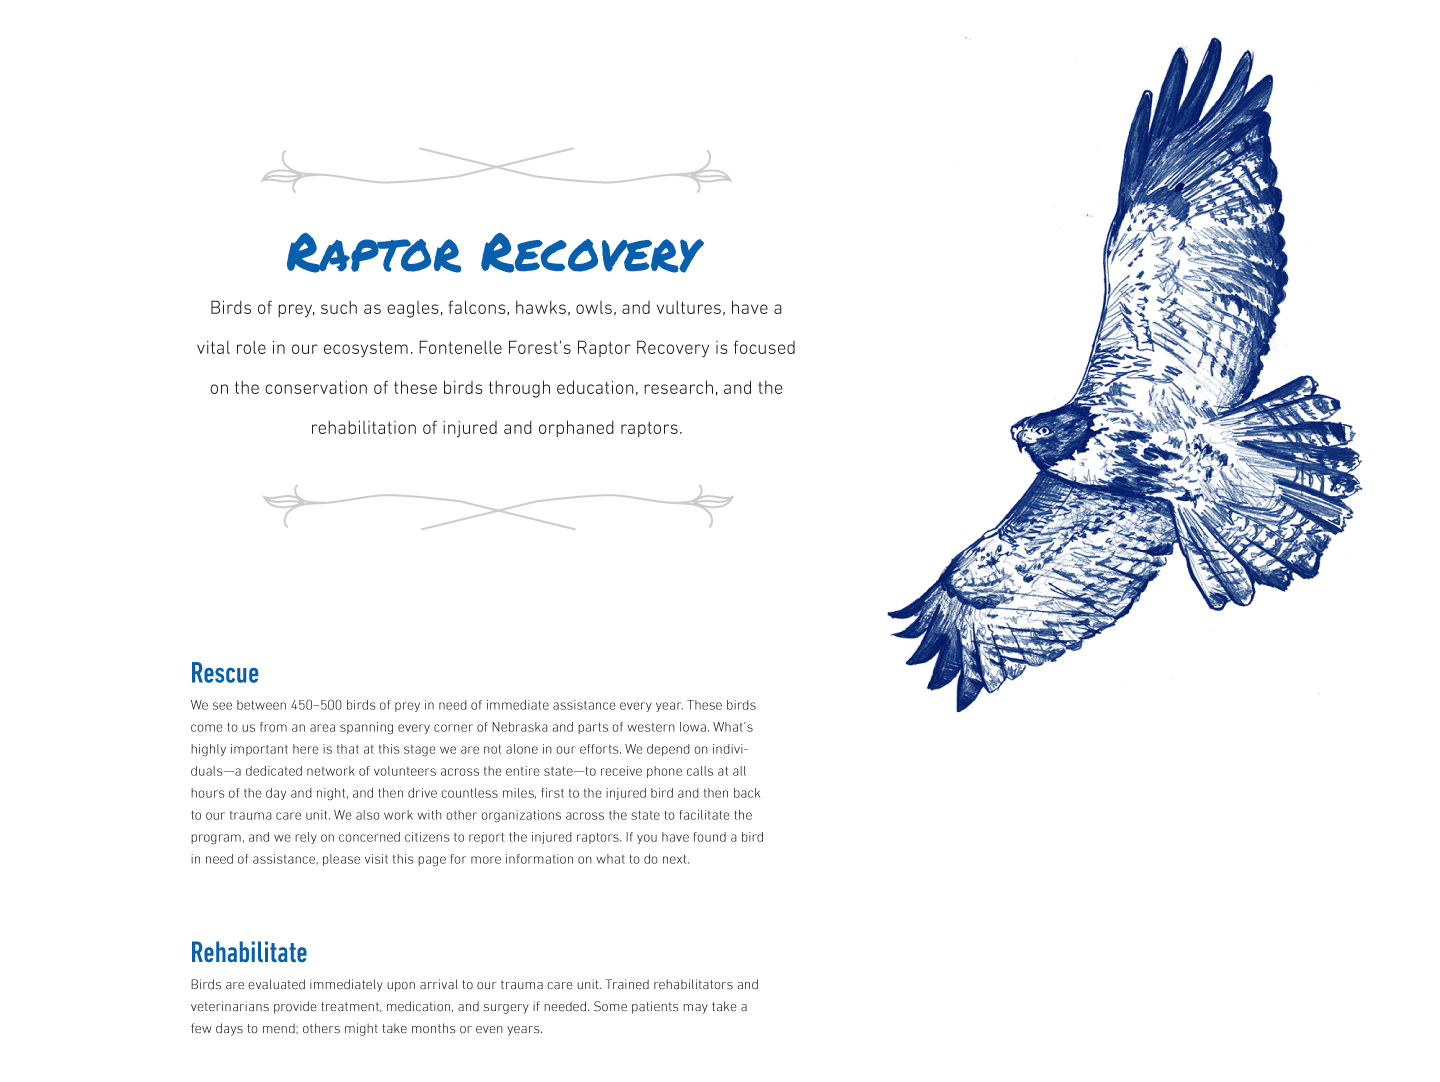 Raptor Recovery
Birds of prey, such as eagles, falcons, hawks, owls, and vultures, have a
vital role in our ecosystem. Fontenelle Forest's Raptor Recovery is focused
on the conservation of these birds through education, research, and the
rehabilitation of injured and orphaned raptors.
Rescue
We see between 450–500 birds of prey in need of immediate assistance every year. These birds
come to us from an area spanning every corner of Nebraska and parts of western Iowa. What's
highly important here is that at this stage we are not alone in our efforts. We depend on indivi-
duals—a dedicated network of volunteers across the entire state—to receive phone calls at all
hours of the day and night, and then drive countless miles, first to the injured bird and then back
to our trauma care unit. We also work with other organizations across the state to facilitate the
program, and we rely on concerned citizens to report the injured raptors. If you have found a bird
in need of assistance, please visit this page for more information on what to do next.
Rehabilitate
Birds are evaluated immediately upon arrival to our trauma care unit. Trained rehabilitators and
veterinarians provide treatment, medication, and surgery if needed. Some patients may take a
few days to mend; others might take months or even years.